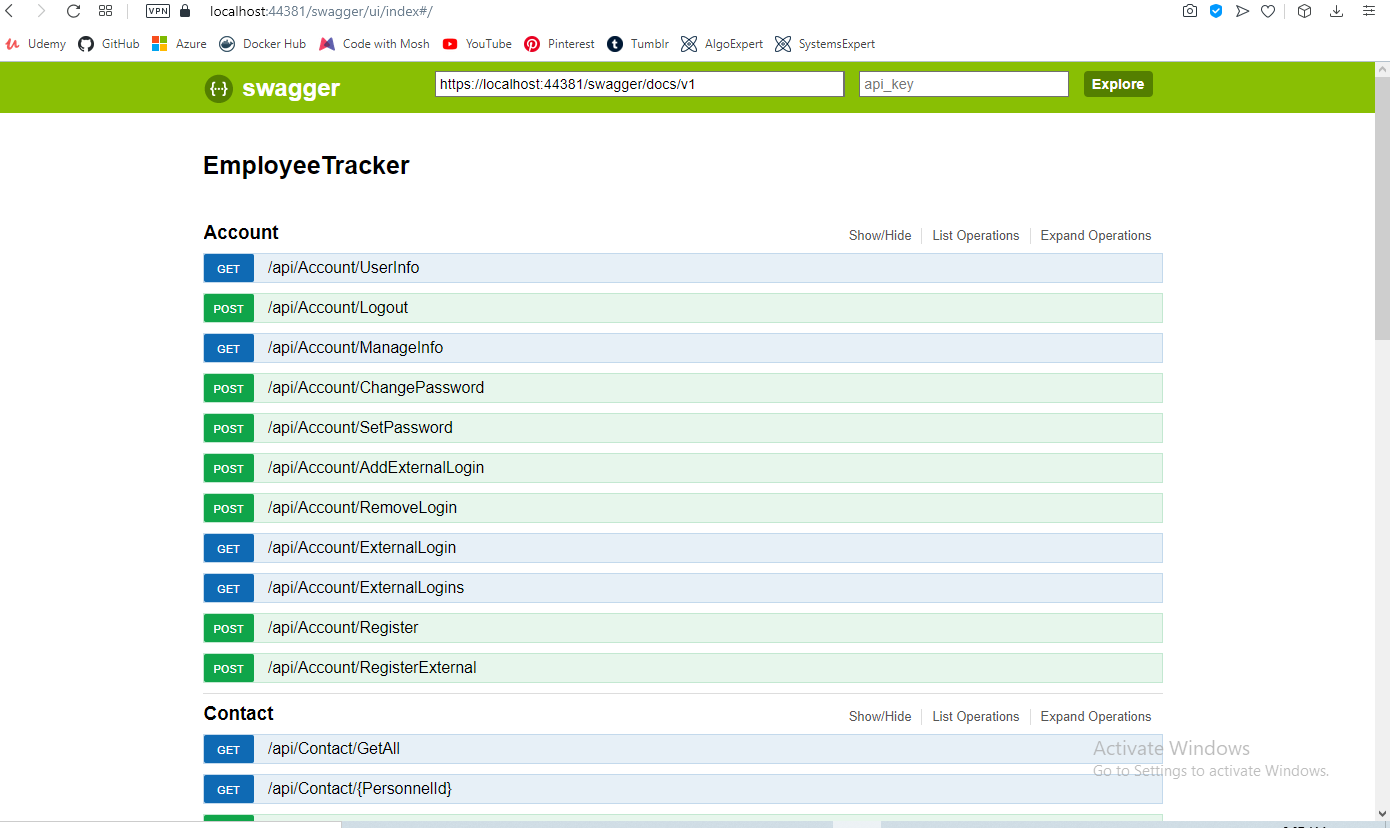 VPN localhost:44381/swagger/ui/index#/
Udemy GitHub Azure Docker Hub Code with Mosh YouTube Pinterest Tumblr AlgoExpert SystemsExpert
{··} swagger https://localhost:44381/swagger/docs/v1 api_key Explore
EmployeeTracker
Account Show/Hide List Operations Expand Operations
GET /api/Account/UserInfo
POST /api/Account/Logout
GET /api/Account/ManageInfo
POST /api/Account/ChangePassword
POST /api/Account/SetPassword
POST /api/Account/AddExternalLogin
POST /api/Account/RemoveLogin
GET /api/Account/ExternalLogin
GET /api/Account/ExternalLogins
POST /api/Account/Register
POST /api/Account/RegisterExternal
Contact Show/Hide List Operations Expand Operations
GET /api/Contact/GetAll
Activate Windows
Go to Settings to activate Windows.
GET /api/Contact/{PersonnelId}